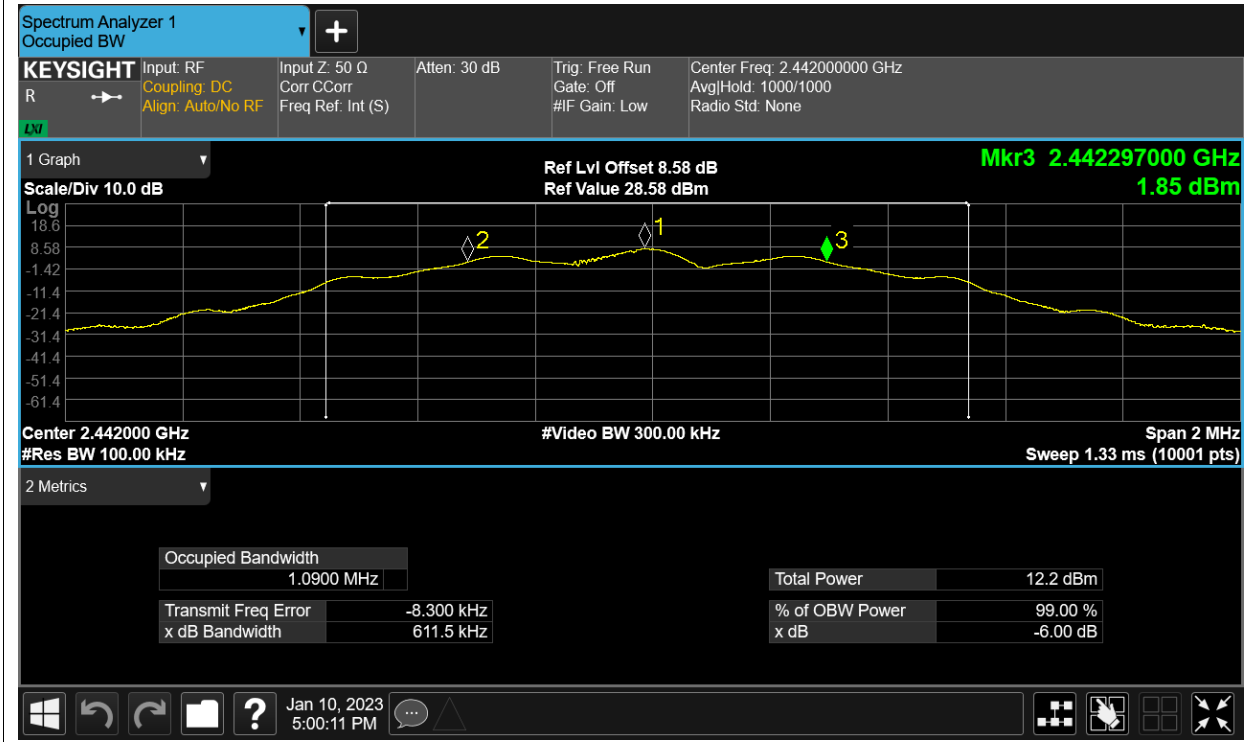 Spectrum Analyzer 1
Occupied BW
+
KEYSIGHT Input: RF Input Z: 50 Ω Atten: 30 dB Trig: Free Run Center Freq: 2.442000000 GHz
R Coupling: DC Corr CCorr Gate: Off Avg|Hold: 1000/1000
Align: Auto/No RF Freq Ref: Int (S) #IF Gain: Low Radio Std: None
LXI
1 Graph Ref Lvl Offset 8.58 dB Mkr3 2.442297000 GHz
Scale/Div 10.0 dB Ref Value 28.58 dBm 1.85 dBm
Log
18.6
8.58
-1.42
-11.4
-21.4
-31.4
-41.4
-51.4
-61.4
2 1 3
Center 2.442000 GHz #Video BW 300.00 kHz Span 2 MHz
#Res BW 100.00 kHz Sweep 1.33 ms (10001 pts)
2 Metrics
Occupied Bandwidth
1.0900 MHz Total Power 12.2 dBm
Transmit Freq Error -8.300 kHz % of OBW Power 99.00 %
x dB Bandwidth 611.5 kHz x dB -6.00 dB
? Jan 10, 2023
5:00:11 PM